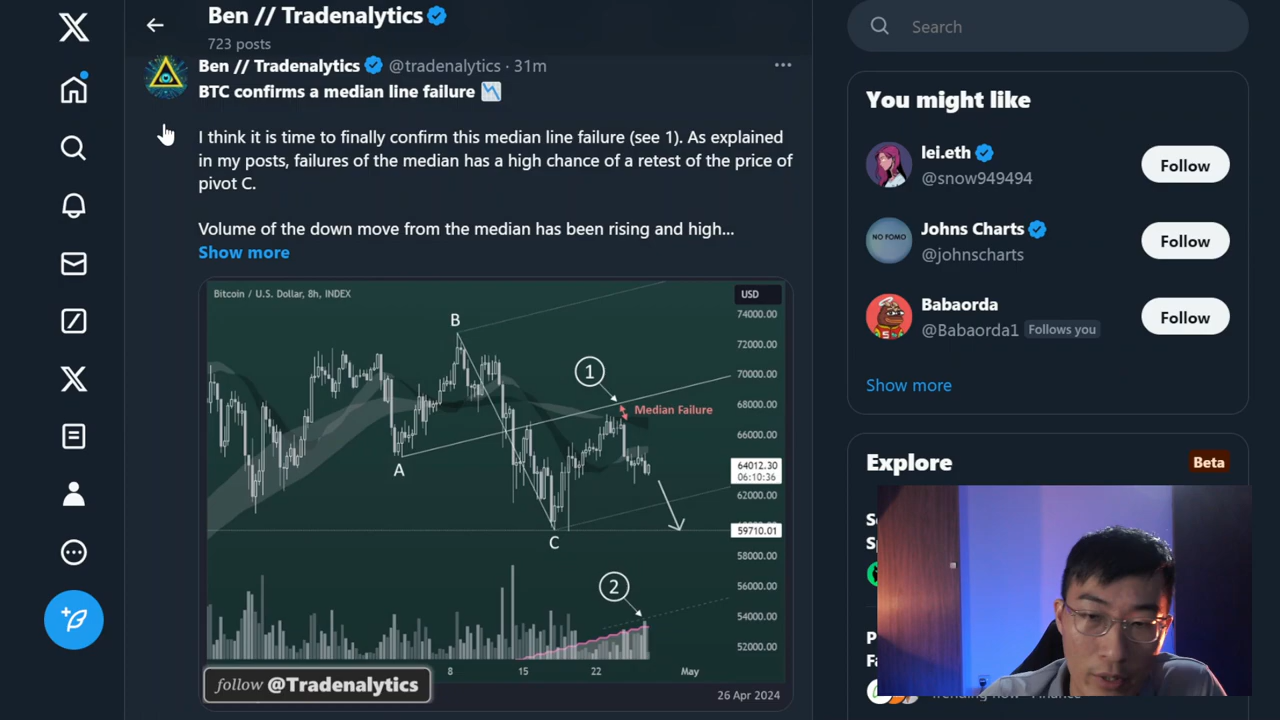 Ben // Tradenalytics
723 posts
Ben // Tradenalytics @tradenalytics · 31m
BTC confirms a median line failure
I think it is time to finally confirm this median line failure (see 1). As explained
in my posts, failures of the median has a high chance of a retest of the price of
pivot C.
Volume of the down move from the median has been rising and high...
Show more
Bitcoin / U.S. Dollar, 8h, INDEX
USD
74000.00
72000.00
70000.00
68000.00
66000.00
64012.30
06:10:36
62000.00
59710.01
58000.00
56000.00
54000.00
52000.00
B
1
Median Failure
A
C
2
8
15
22
May
follow @Tradenalytics
26 Apr 2024
Search
You might like
lei.eth
@snow949494
Follow
Johns Charts
@johnscharts
Follow
NO FOMO
Babaorda
@Babaorda1 Follows you
Follow
Show more
Explore
Beta